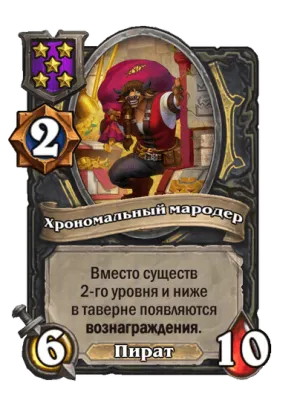 2
Хрономальный мародер
Вместо существ
2-го уровня и ниже
в таверне появляются
вознаграждения.
6
Пират
10